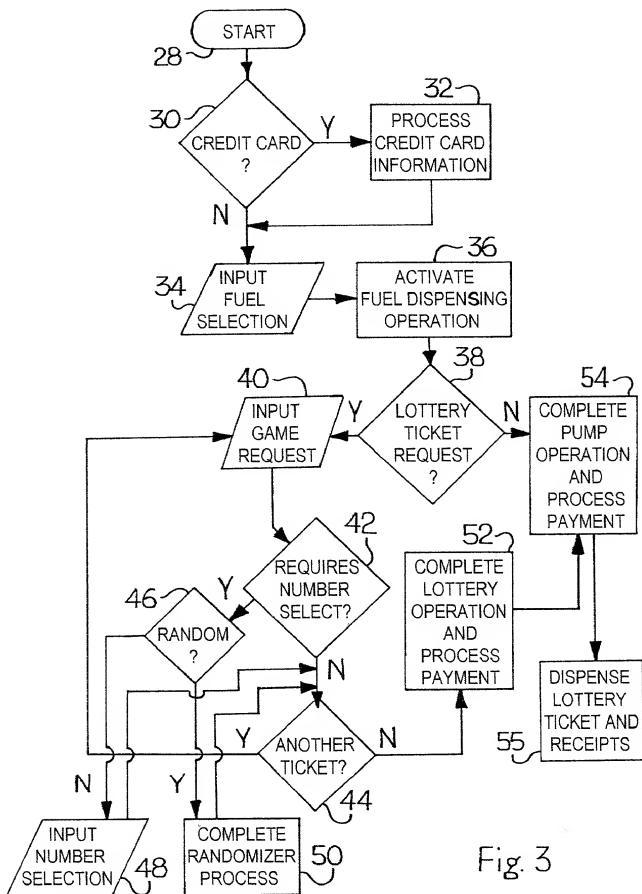 START
28
30
CREDIT CARD
?
Y
N
32
PROCESS
CREDIT CARD
INFORMATION
34
INPUT
FUEL
SELECTION
36
ACTIVATE
FUEL DISPENSING
OPERATION
38
LOTTERY
TICKET
REQUEST
?
Y
N
40
INPUT
GAME
REQUEST
54
COMPLETE
PUMP
OPERATION
AND
PROCESS
PAYMENT
42
REQUIRES
NUMBER
SELECT?
Y
N
46
RANDOM
?
N
Y
52
COMPLETE
LOTTERY
OPERATION
AND
PROCESS
PAYMENT
ANOTHER
TICKET?
Y
N
44
DISPENSE
LOTTERY
TICKET AND
RECEIPTS
55
INPUT
NUMBER
SELECTION
48
COMPLETE
RANDOMIZER
PROCESS
50
Fig. 3